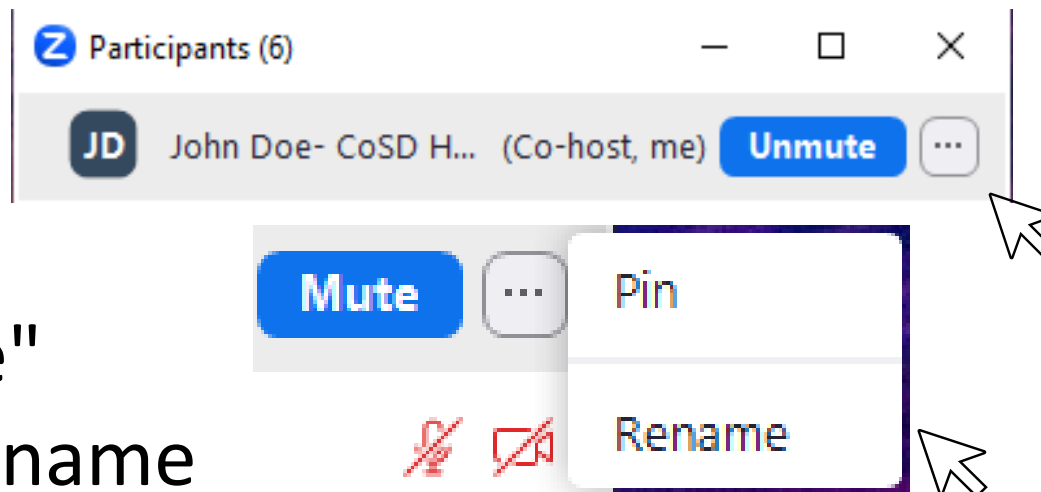 Z Participants (6)
JD John Doe- CoSD H... (Co-host, me) Unmute ...
Mute ... Pin
e"
name Rename